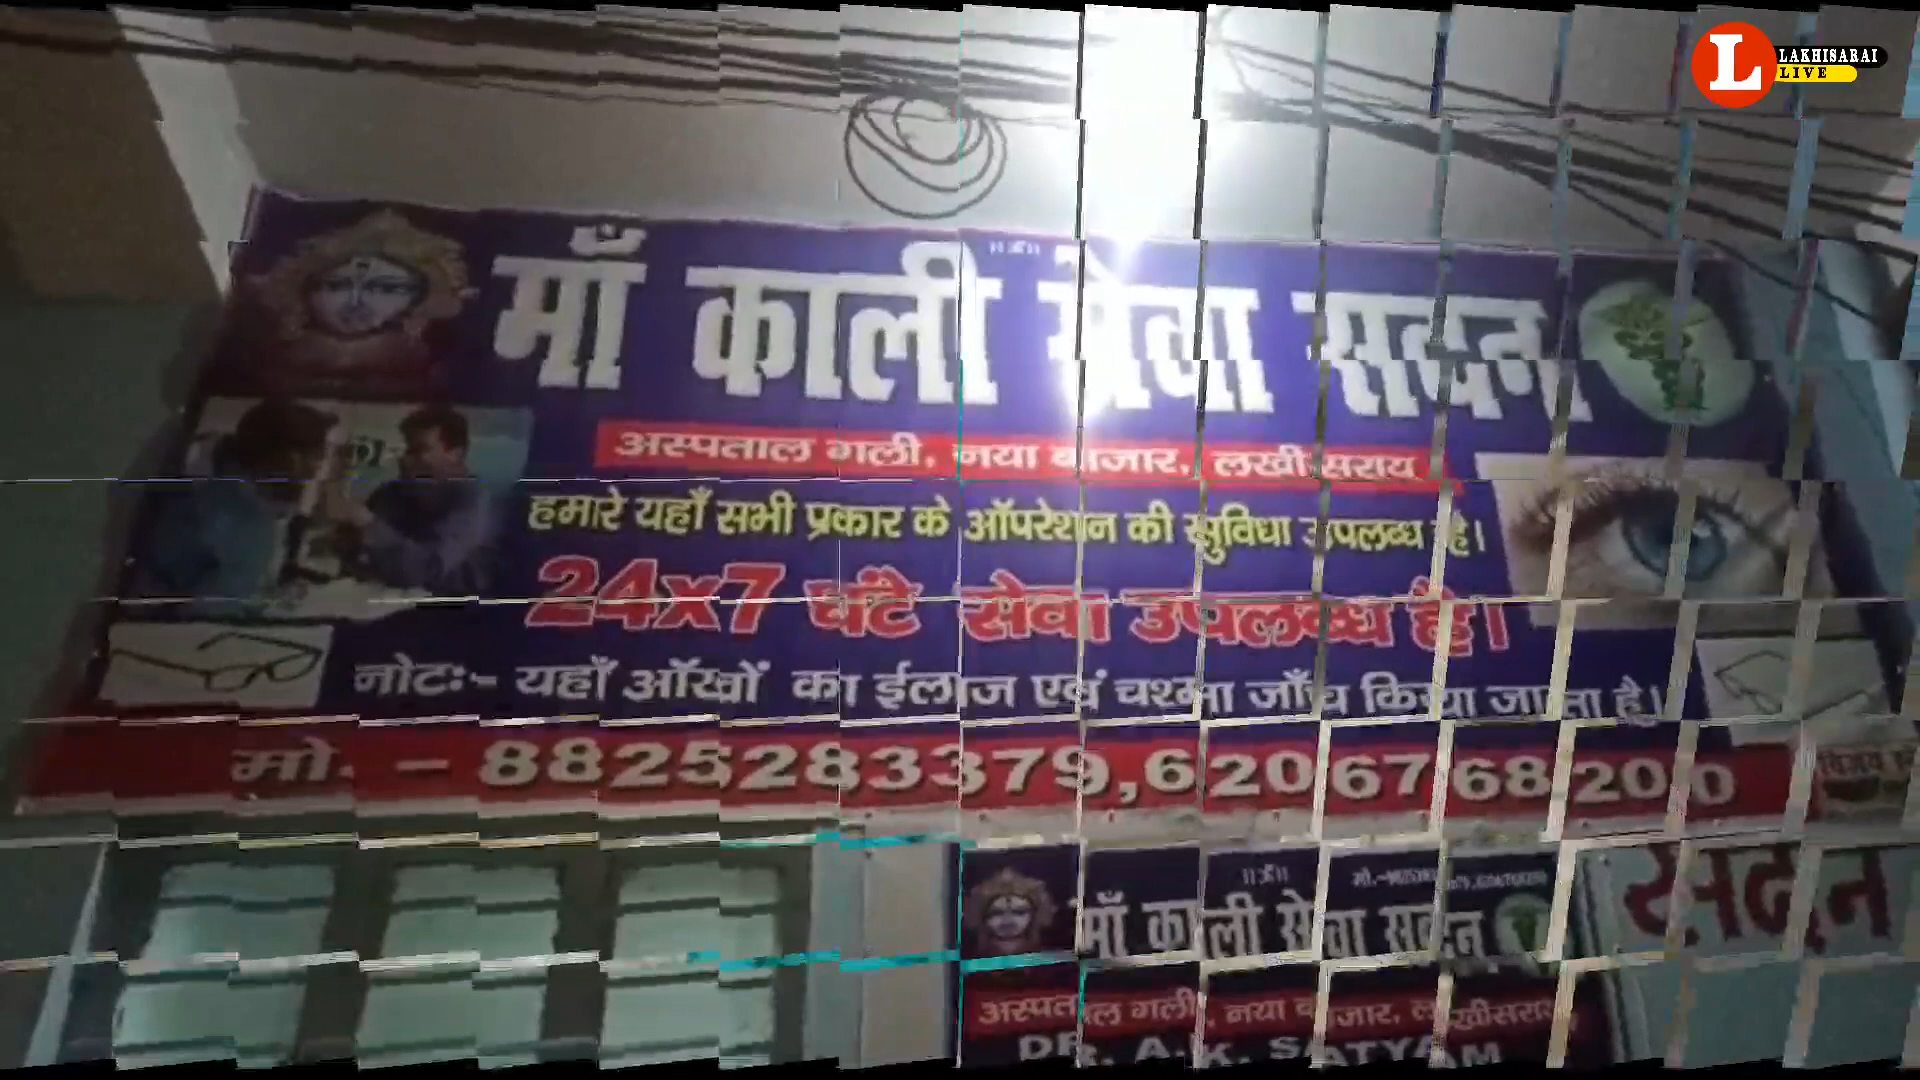 LAKHISARAI
LIVE
॥ ॐ ॥
माँ काली सेवा सदन
अस्पताल गली, नया बाजार, लखीसराय
हमारे यहाँ सभी प्रकार के ऑपरेशन की सुविधा उपलब्ध है।
24x7 घंटे सेवा उपलब्ध है।
नोटः- यहाँ आँखों का ईलाज एवं चश्मा जाँच किया जाता है।
मो. - 8825283379,6206768200
॥ ॐ ॥
माँ काली सेवा सदन
सदन
अस्पताल गली, नया बाजार, लखीसराय
DR. A.K. SATYAM